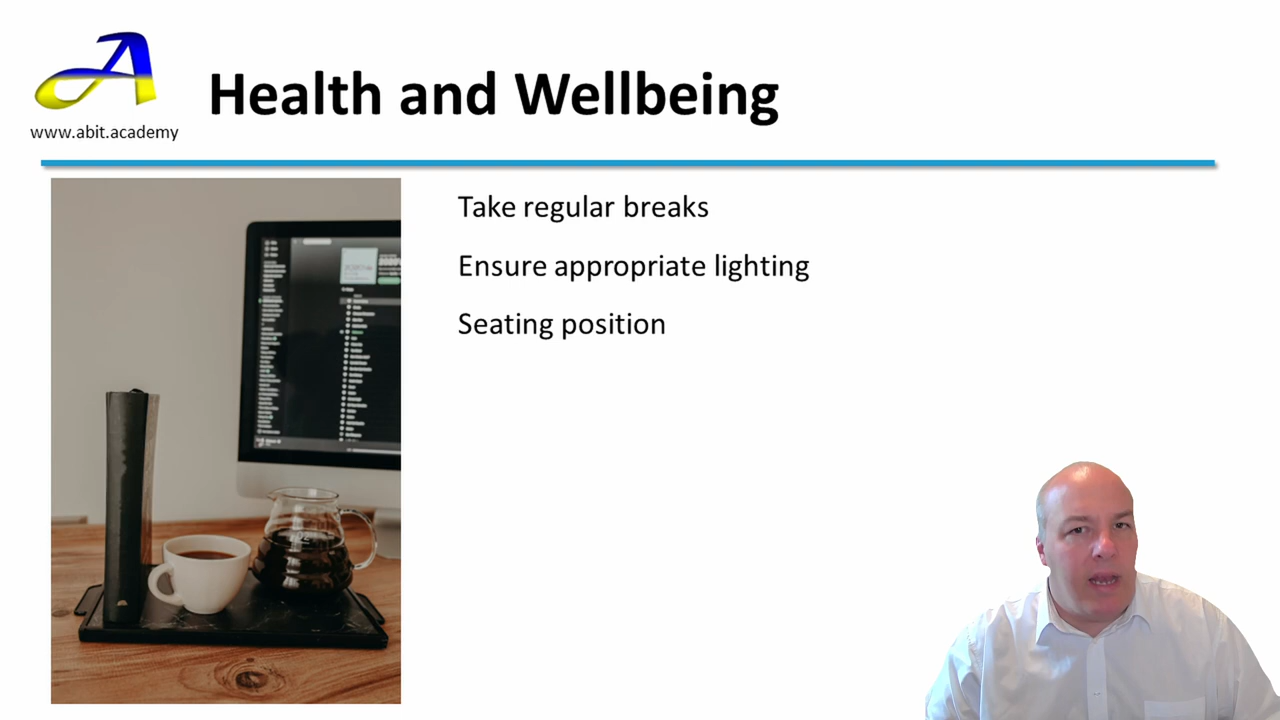 Health and Wellbeing
www.abit.academy
Take regular breaks
Ensure appropriate lighting
Seating position